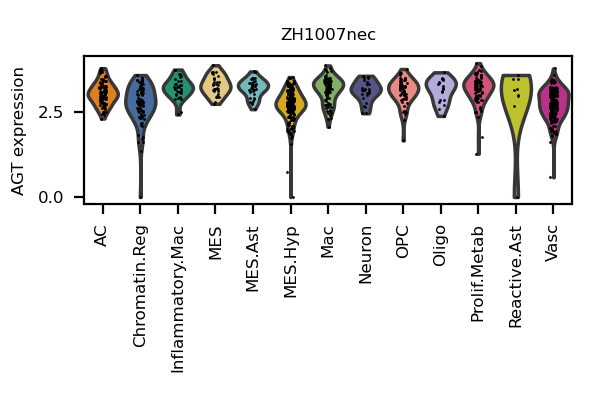 ZH1007nec
AGT expression
2.5
0.0
AC
Chromatin.Reg
Inflammatory.Mac
MES
MES.Ast
MES.Hyp
Mac
Neuron
OPC
Oligo
Prolif.Metab
Reactive.Ast
Vasc